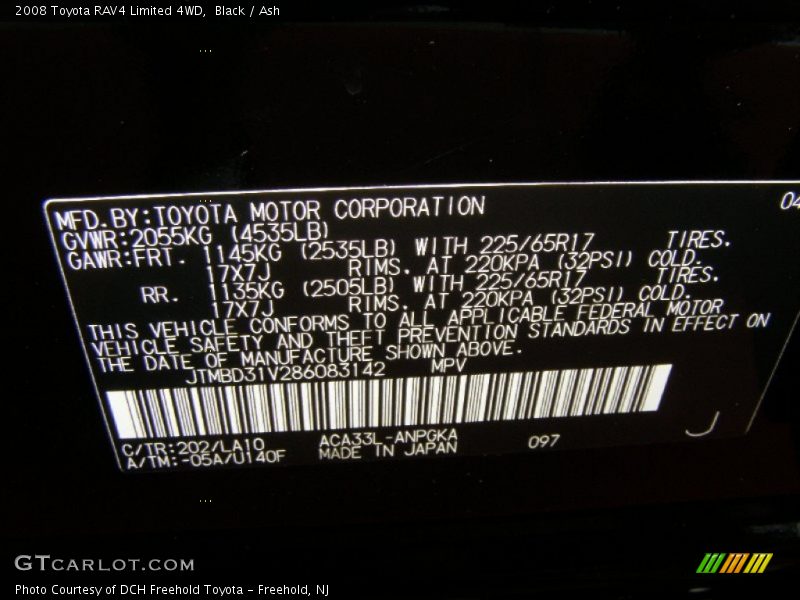 2008 Toyota RAV4 Limited 4WD, Black / Ash
04
MFD.BY:TOYOTA MOTOR CORPORATION
GVWR:2055KG (4535LB)
GAWR:FRT. 1145KG (2535LB) WITH 225/65R17 TIRES.
17X7J RIMS. AT 220KPA (32PSI) COLD.
RR. 1135KG (2505LB) WITH 225/65R17 TIRES.
17X7J RIMS. AT 220KPA (32PSI) COLD.
THIS VEHICLE CONFORMS TO ALL APPLICABLE FEDERAL MOTOR
VEHICLE SAFETY AND THEFT PREVENTION STANDARDS IN EFFECT ON
THE DATE OF MANUFACTURE SHOWN ABOVE.
JTMBD31V286083142 MPV
C/TR:202/LA10 ACA33L-ANPGKA 097 J
A/TM:-05A/U140F MADE IN JAPAN
GTCARLOT.COM
Photo Courtesy of DCH Freehold Toyota - Freehold, NJ